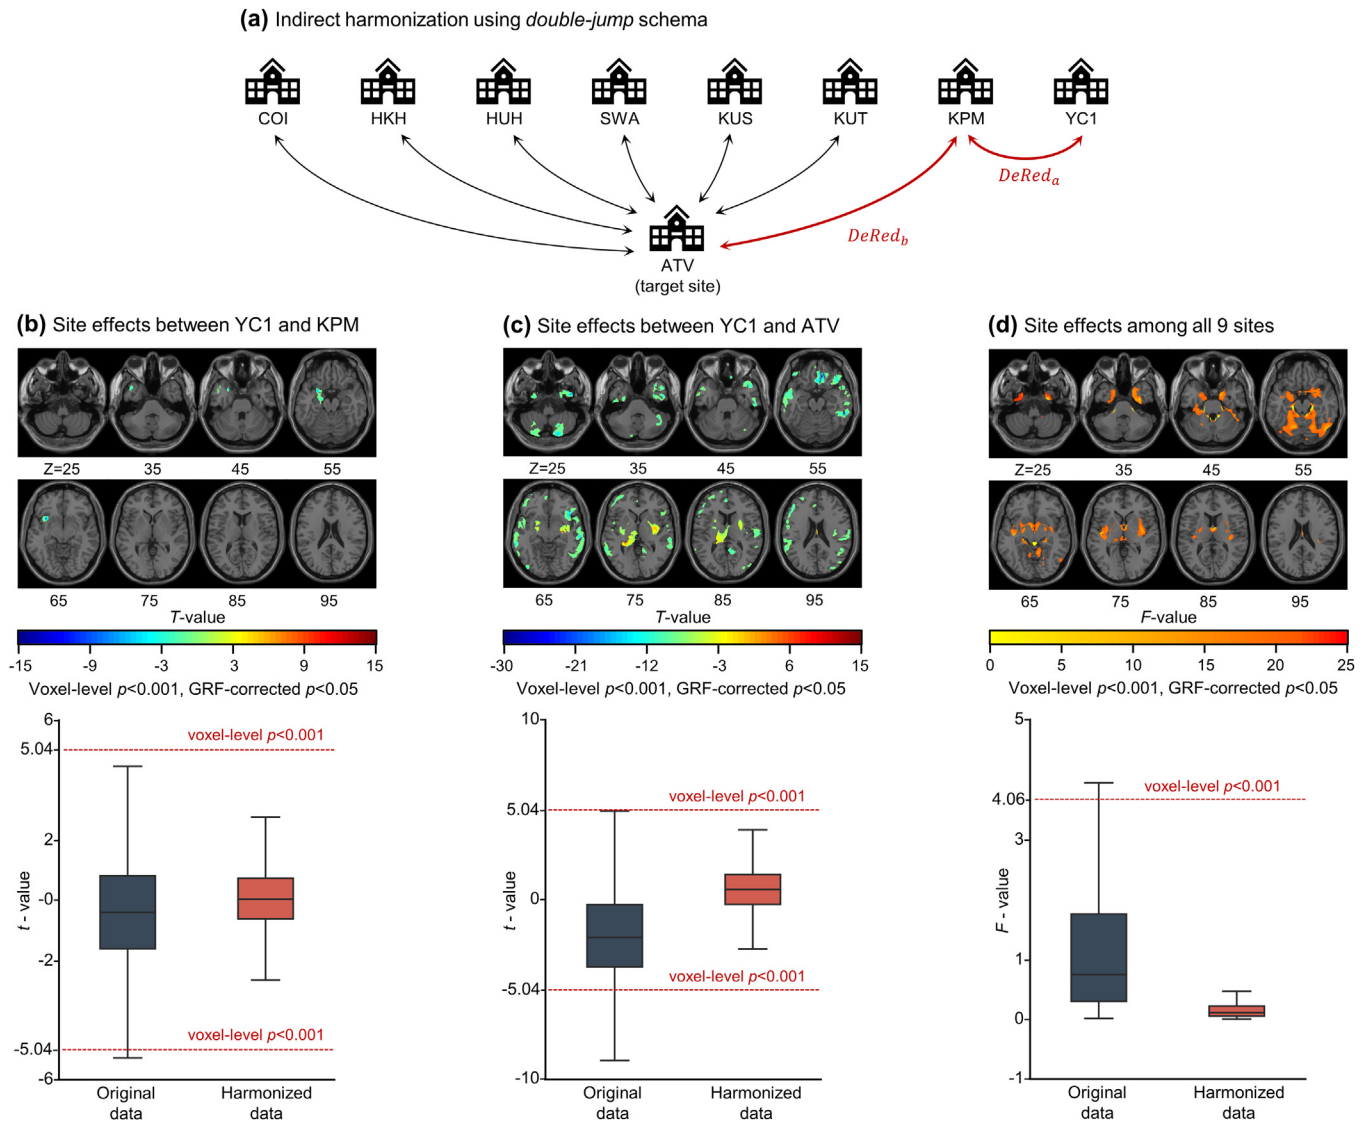 (a) Indirect harmonization using double-jump schema
COI HKH HUH SWA KUS KUT KPM YC1
DeRed_a
DeRed_b
ATV
(target site)
(b) Site effects between YC1 and KPM
Z=25 35 45 55
65 75 85 95
T-value
-15 -9 -3 3 9 15
Voxel-level p<0.001, GRF-corrected p<0.05
6
5.04
2
-0
-2
-5.04
-6
t - value
voxel-level p<0.001
voxel-level p<0.001
Original data
Harmonized data
(c) Site effects between YC1 and ATV
Z=25 35 45 55
65 75 85 95
T-value
-30 -21 -12 -3 6 15
Voxel-level p<0.001, GRF-corrected p<0.05
10
5.04
0
-5.04
-10
t - value
voxel-level p<0.001
voxel-level p<0.001
Original data
Harmonized data
(d) Site effects among all 9 sites
Z=25 35 45 55
65 75 85 95
F-value
0 5 10 15 20 25
Voxel-level p<0.001, GRF-corrected p<0.05
5
4.06
3
1
0
-1
F - value
voxel-level p<0.001
Original data
Harmonized data